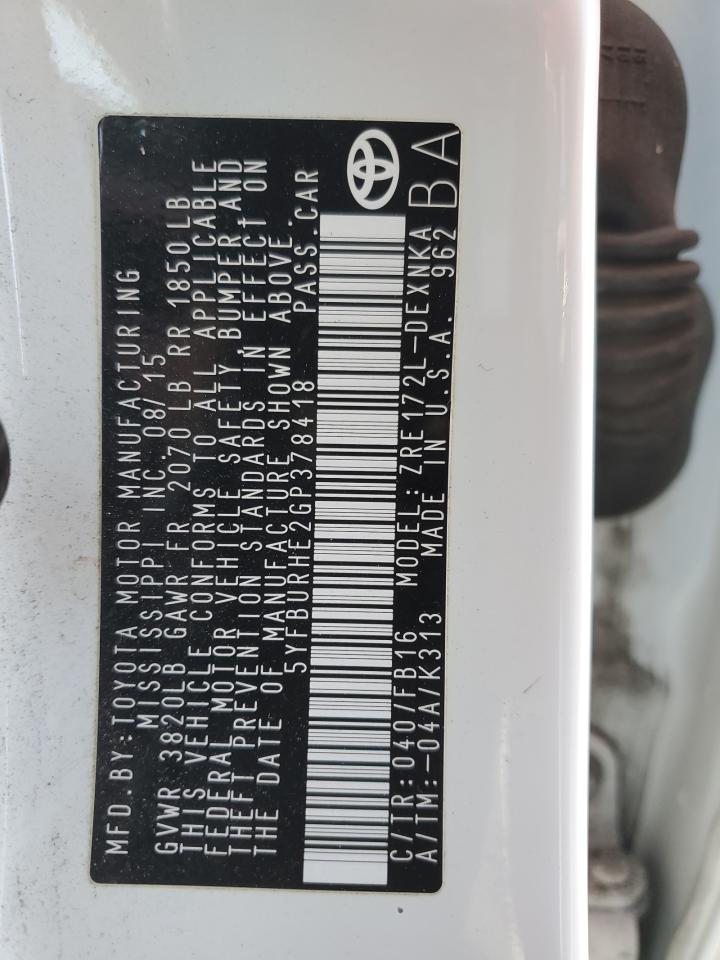 MFD.BY:TOYOTA MOTOR MANUFACTURING
MISSISSIPPI INC. 08/15
GVWR 3820LB GAWR FR 2070 LB RR 1850LB
THIS VEHICLE CONFORMS TO ALL APPLICABLE
FEDERAL MOTOR VEHICLE SAFETY BUMPER AND
THEFT PREVENTION STANDARDS IN EFFECT ON
THE DATE OF MANUFACTURE SHOWN ABOVE.
5YFBURHE2GP378418 PASS.CAR
C/TR:040/FB16 MODEL:ZRE172L-DEXNKA
A/TM:-04A/K313 MADE IN U.S.A. 962 BA